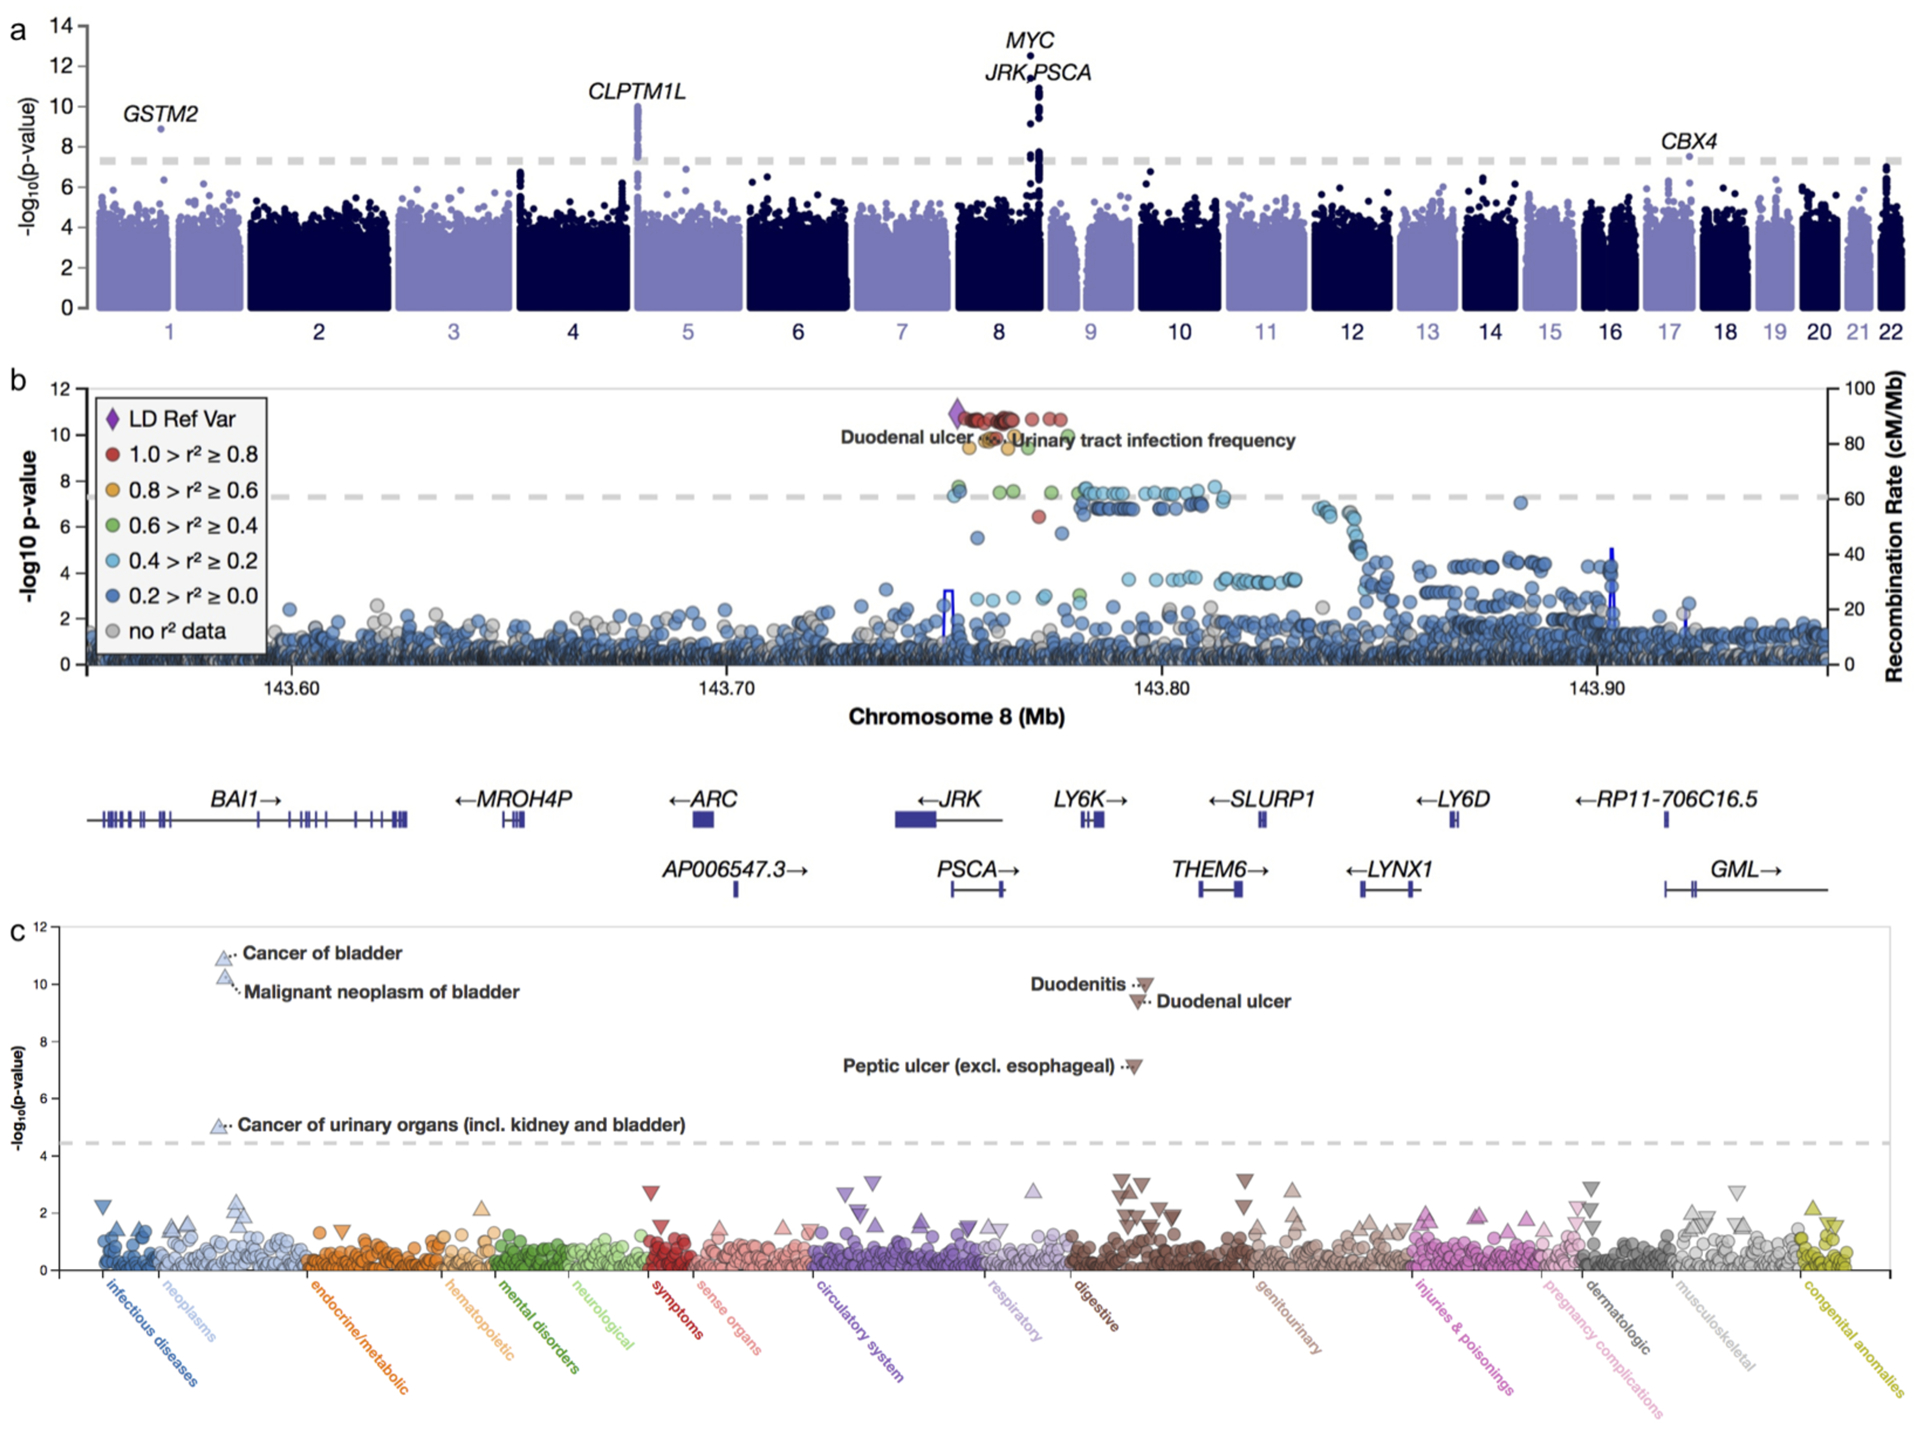 a
14
MYC
12
JRK,PSCA
CLPTM1L
10
GSTM2
8
CBX4
6
4
2
0
-log10(p-value)
1 2 3 4 5 6 7 8 9 10 11 12 13 14 15 16 17 18 19 20 21 22
b
12 100
LD Ref Var
1.0 > r² ≥ 0.8
0.8 > r² ≥ 0.6
0.6 > r² ≥ 0.4
0.4 > r² ≥ 0.2
0.2 > r² ≥ 0.0
no r² data
Duodenal ulcer Urinary tract infection frequency
10 80
8
60
6
40
4
2 20
0 0
-log10 p-value
Recombination Rate (cM/Mb)
143.60 143.70 143.80 143.90
Chromosome 8 (Mb)
BAI1→ ←MROH4P ←ARC ←JRK LY6K→ ←SLURP1 ←LY6D ←RP11-706C16.5
AP006547.3→ PSCA→ THEM6→ ←LYNX1 GML→
c
12
Cancer of bladder
Malignant neoplasm of bladder
Duodenitis
Duodenal ulcer
10
8
Peptic ulcer (excl. esophageal)
6
Cancer of urinary organs (incl. kidney and bladder)
4
2
0
-log10(p-value)
infectious diseases
neoplasms
endocrine/metabolic
hematopoietic
mental disorders
neurological
symptoms
sense organs
circulatory system
respiratory
digestive
genitourinary
injuries & poisonings
pregnancy complications
dermatologic
musculoskeletal
congenital anomalies